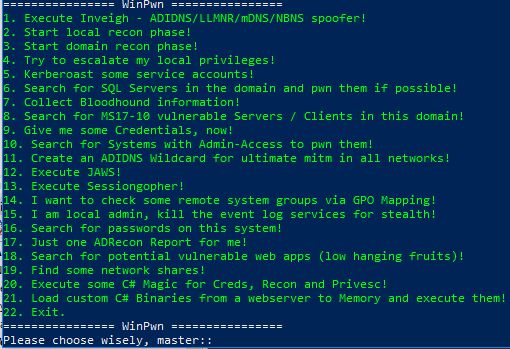 ================ WinPwn ================
1. Execute Inveigh - ADIDNS/LLMNR/mDNS/NBNS spoofer!
2. Start local recon phase!
3. Start domain recon phase!
4. Try to escalate my local privileges!
5. Kerberoast some service accounts!
6. Search for SQL Servers in the domain and pwn them if possible!
7. Collect Bloodhound information!
8. Search for MS17-10 vulnerable Servers / Clients in this domain!
9. Give me some Credentials, now!
10. Search for Systems with Admin-Access to pwn them!
11. Create an ADIDNS Wildcard for ultimate mitm in all networks!
12. Execute JAWS!
13. Execute Sessiongopher!
14. I want to check some remote system groups via GPO Mapping!
15. I am local admin, kill the event log services for stealth!
16. Search for passwords on this system!
17. Just one ADRecon Report for me!
18. Search for potential vulnerable web apps (low hanging fruits)!
19. Find some network shares!
20. Execute some C# Magic for Creds, Recon and Privesc!
21. Load custom C# Binaries from a webserver to Memory and execute them!
22. Exit.
================ WinPwn ================
Please choose wisely, master::